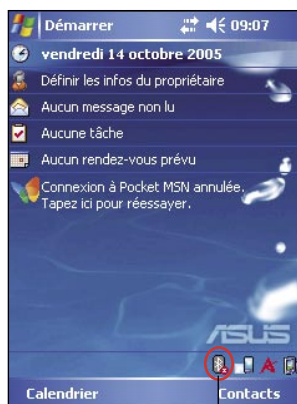 Démarrer 09:07
vendredi 14 octobre 2005
Définir les infos du propriétaire
Aucun message non lu
Aucune tâche
Aucun rendez-vous prévu
Connexion à Pocket MSN annulée.
Tapez ici pour réessayer.
ASUS
Calendrier Contacts